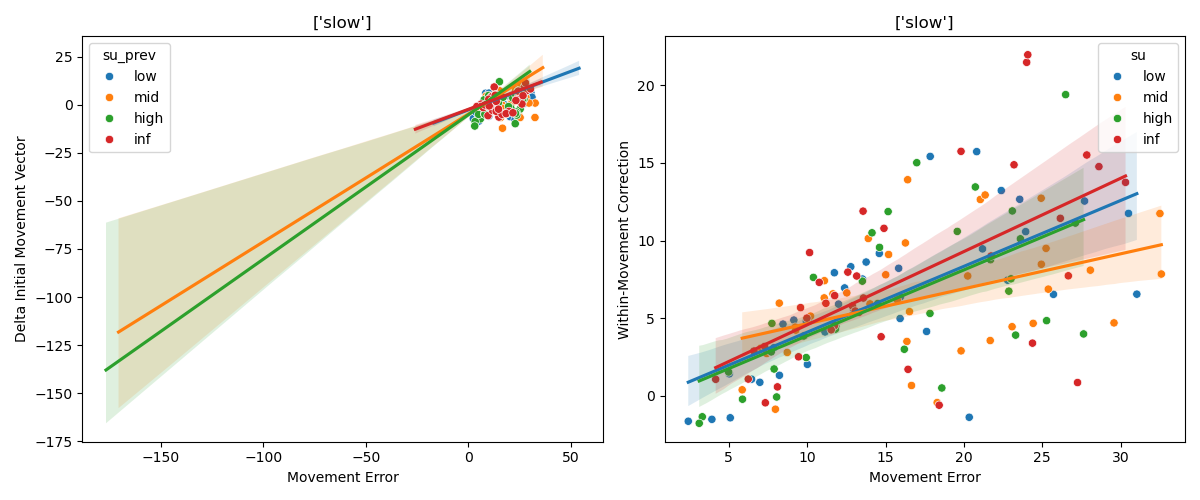 ['slow']
su_prev
low
mid
high
inf
25
0
−25
−50
−75
−100
−125
−150
−175
−150
−100
−50
0
50
Delta Initial Movement Vector
Movement Error
['slow']
su
low
mid
high
inf
20
15
10
5
0
5
10
15
20
25
30
Within-Movement Correction
Movement Error